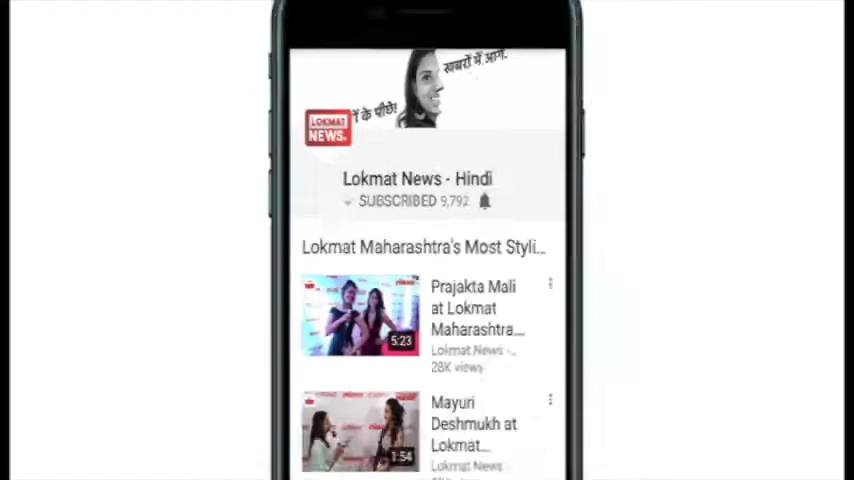 खबरों में आगे.
के पीछे!
LOKMAT
NEWS
Lokmat News - Hindi
SUBSCRIBED 9,792
Lokmat Maharashtra's Most Styli...
Prajakta Mali
at Lokmat
Maharashtra...
Lokmat News -...
28K views
5:23
Mayuri
Deshmukh at
Lokmat...
Lokmat News
1:54